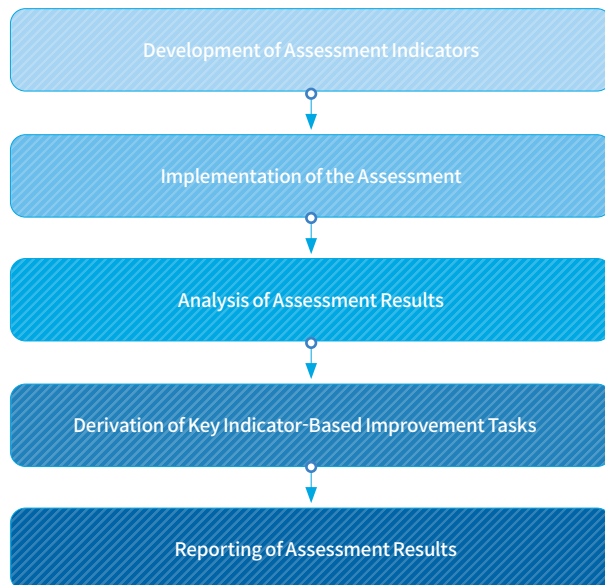 Development of Assessment Indicators
Implementation of the Assessment
Analysis of Assessment Results
Derivation of Key Indicator-Based Improvement Tasks
Reporting of Assessment Results